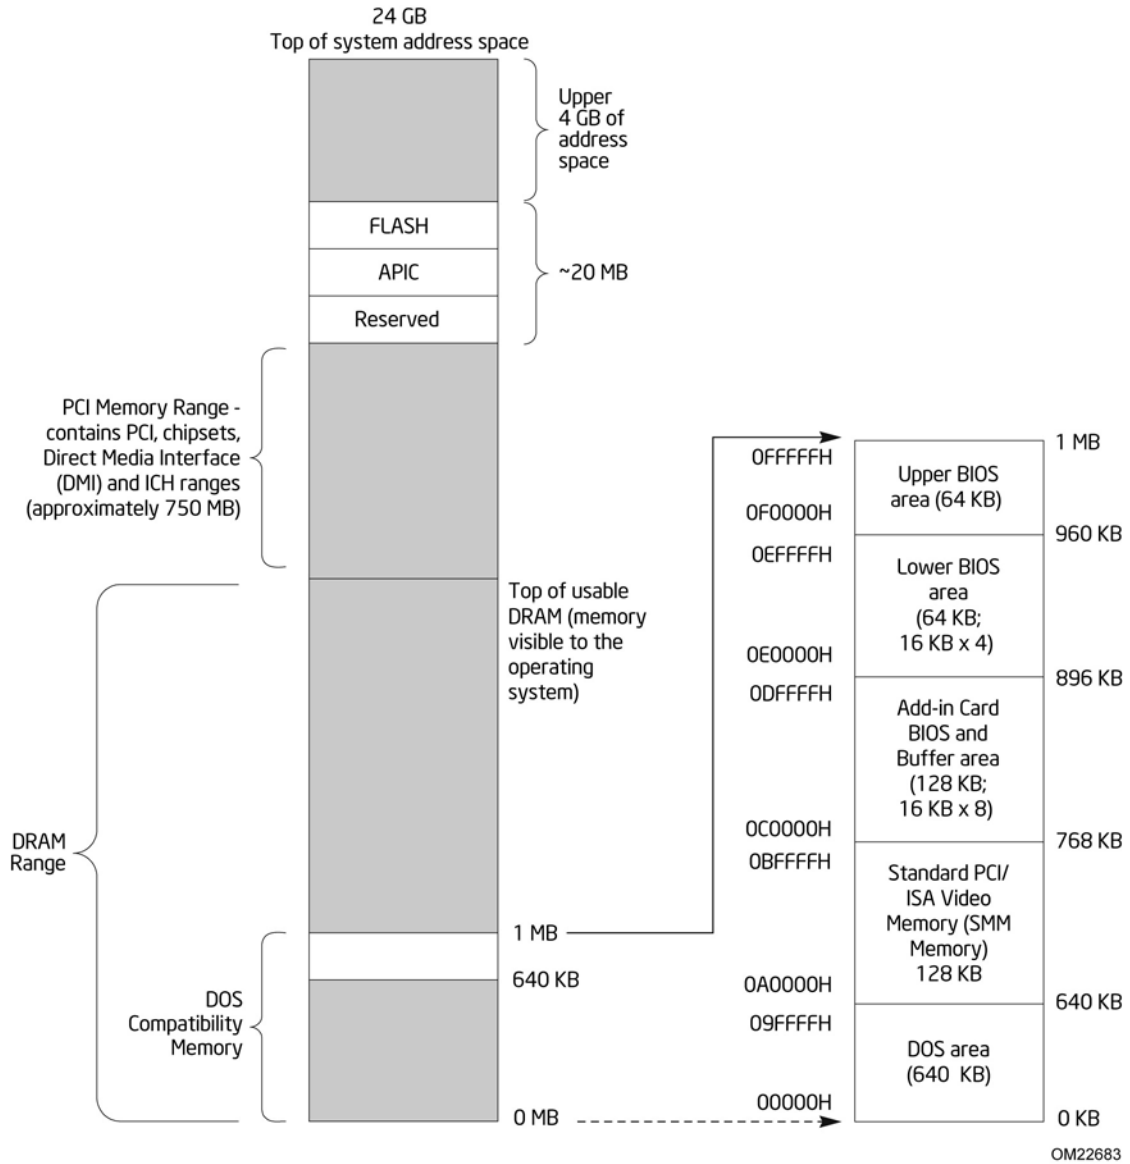 24 GB
Top of system address space
Upper
4 GB of
address
space
FLASH
APIC
Reserved
~20 MB
PCI Memory Range -
contains PCI, chipsets,
Direct Media Interface
(DMI) and ICH ranges
(approximately 750 MB)
Top of usable
DRAM (memory
visible to the
operating
system)
DRAM
Range
1 MB
640 KB
DOS
Compatibility
Memory
0 MB
0FFFFFH
0F0000H
0EFFFFH
0E0000H
0DFFFFH
0C0000H
0BFFFFH
0A0000H
09FFFFH
00000H
Upper BIOS
area (64 KB)
Lower BIOS
area
(64 KB;
16 KB x 4)
Add-in Card
BIOS and
Buffer area
(128 KB;
16 KB x 8)
Standard PCI/
ISA Video
Memory (SMM
Memory)
128 KB
DOS area
(640 KB)
1 MB
960 KB
896 KB
768 KB
640 KB
0 KB
OM22683